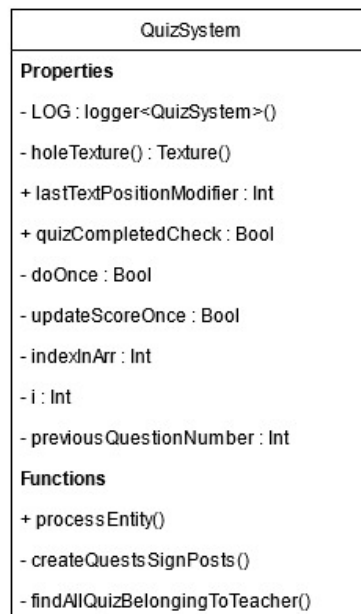 QuizSystem
Properties
- LOG : logger<QuizSystem>()
- holeTexture() : Texture()
+ lastTextPositionModifier : Int
+ quizCompletedCheck : Bool
- doOnce : Bool
- updateScoreOnce : Bool
- indexInArr : Int
- i : Int
- previousQuestionNumber : Int
Functions
+ processEntity()
- createQuestsSignPosts()
- findAllQuizBelongingToTeacher()